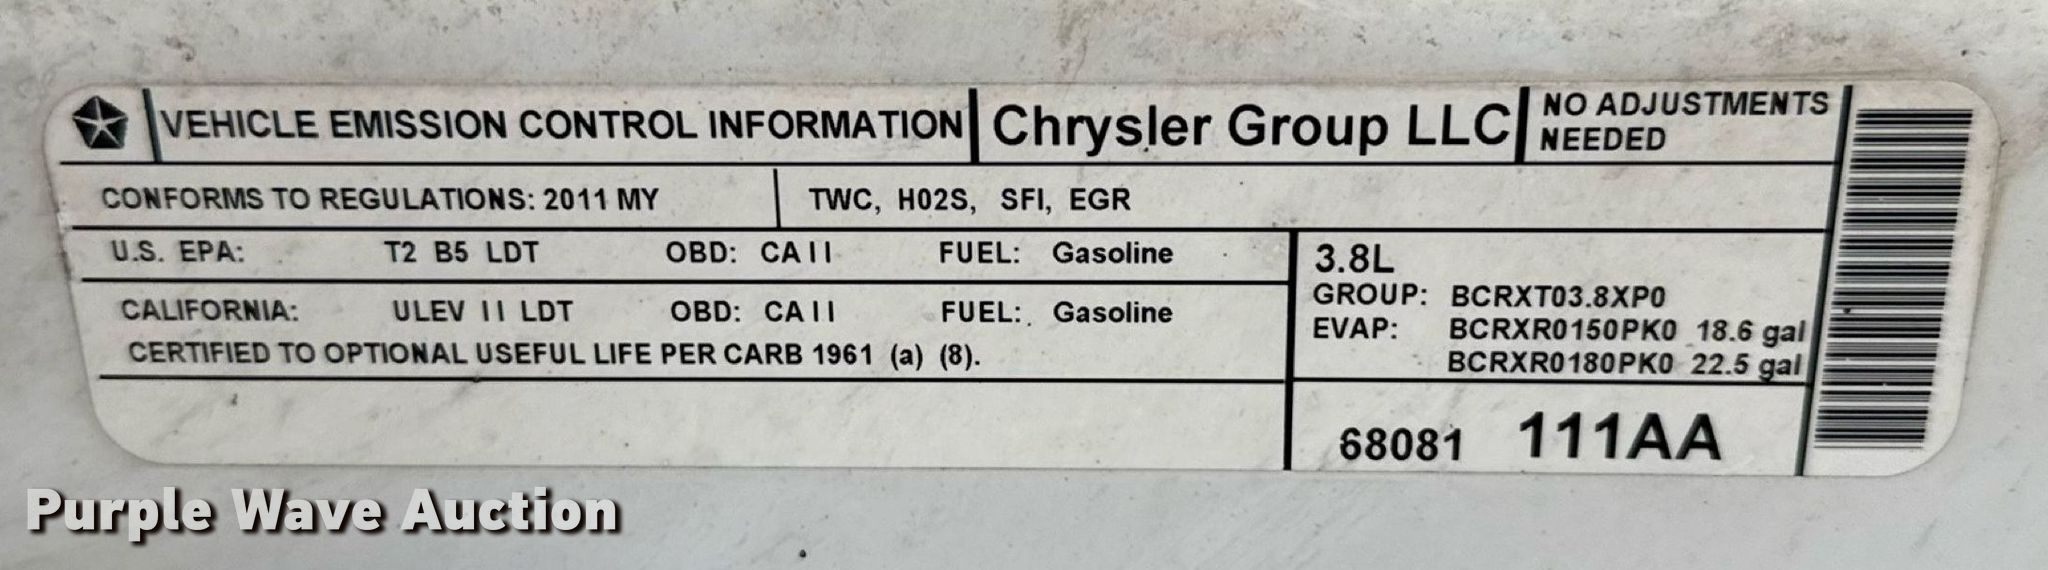 VEHICLE EMISSION CONTROL INFORMATION
Chrysler Group LLC
NO ADJUSTMENTS
NEEDED
CONFORMS TO REGULATIONS: 2011 MY
TWC, H02S, SFI, EGR
U.S. EPA: T2 B5 LDT OBD: CA II FUEL: Gasoline
CALIFORNIA: ULEV II LDT OBD: CA II FUEL: Gasoline
CERTIFIED TO OPTIONAL USEFUL LIFE PER CARB 1961 (a) (8).
3.8L
GROUP: BCRXT03.8XP0
EVAP: BCRXR0150PK0 18.6 gal
BCRXR0180PK0 22.5 gal
68081 111AA
Purple Wave Auction